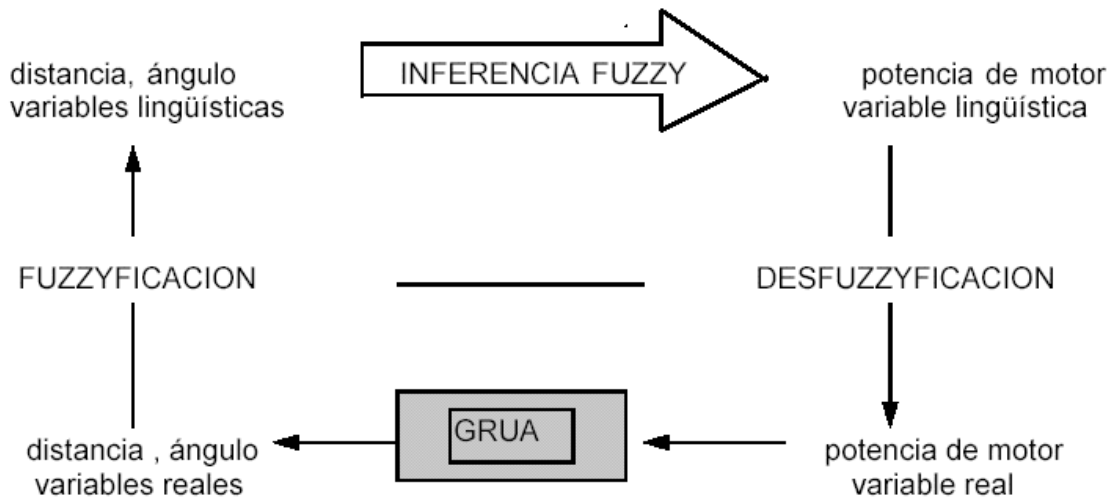 distancia, ángulo
variables lingüísticas
INFERENCIA FUZZY
potencia de motor
variable lingüística
FUZZYFICACION
DESFUZZYFICACION
distancia , ángulo
variables reales
GRUA
potencia de motor
variable real